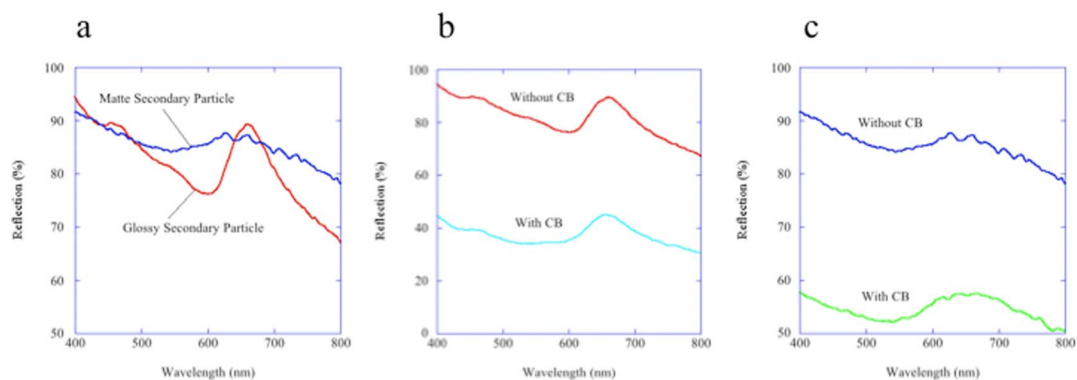 a
100
90
80
70
60
50
400
500
600
700
800
Matte Secondary Particle
Glossy Secondary Particle
Reflection (%)
Wavelength (nm)
b
100
80
60
40
20
0
400
500
600
700
800
Without CB
With CB
Reflection (%)
Wavelength (nm)
c
100
90
80
70
60
50
400
500
600
700
800
Without CB
With CB
Reflection (%)
Wavelength (nm)